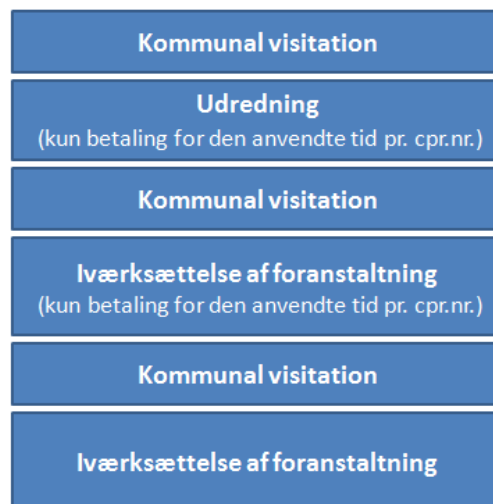 Kommunal visitation
Udredning
(kun betaling for den anvendte tid pr. cpr.nr.)
Kommunal visitation
Iværksættelse af foranstaltning
(kun betaling for den anvendte tid pr. cpr.nr.)
Kommunal visitation
Iværksættelse af foranstaltning